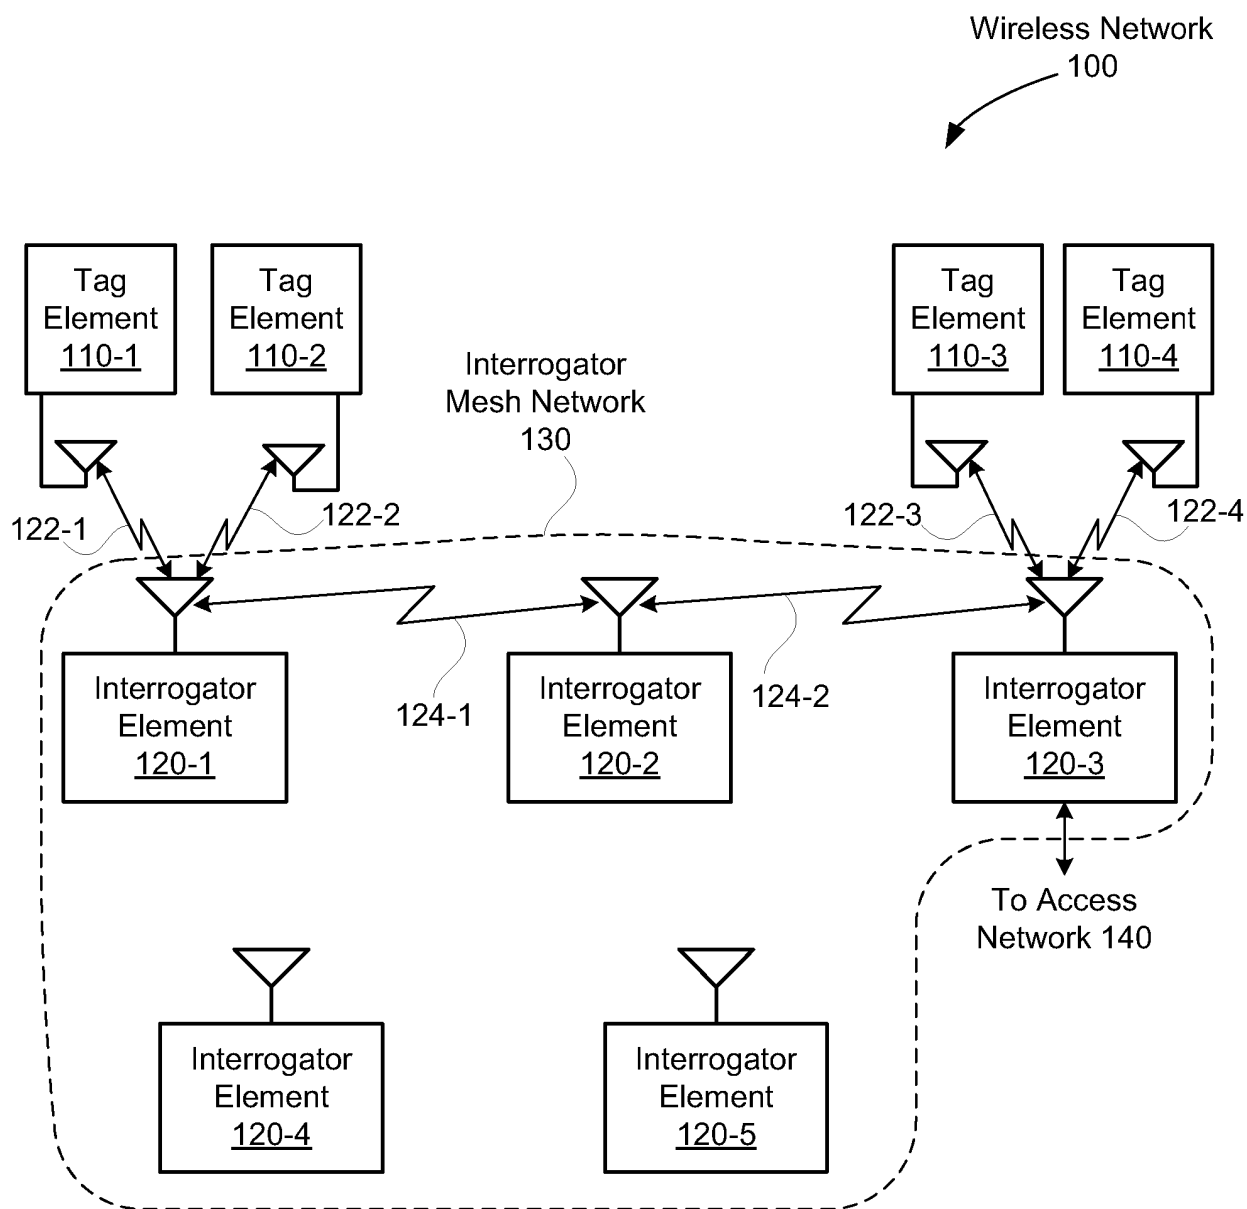 Wireless Network
100
Tag
Element
110-1
Tag
Element
110-2
Tag
Element
110-3
Tag
Element
110-4
Interrogator
Mesh Network
130
122-1
122-2
122-3
122-4
Interrogator
Element
120-1
124-1
Interrogator
Element
120-2
124-2
Interrogator
Element
120-3
To Access
Network 140
Interrogator
Element
120-4
Interrogator
Element
120-5